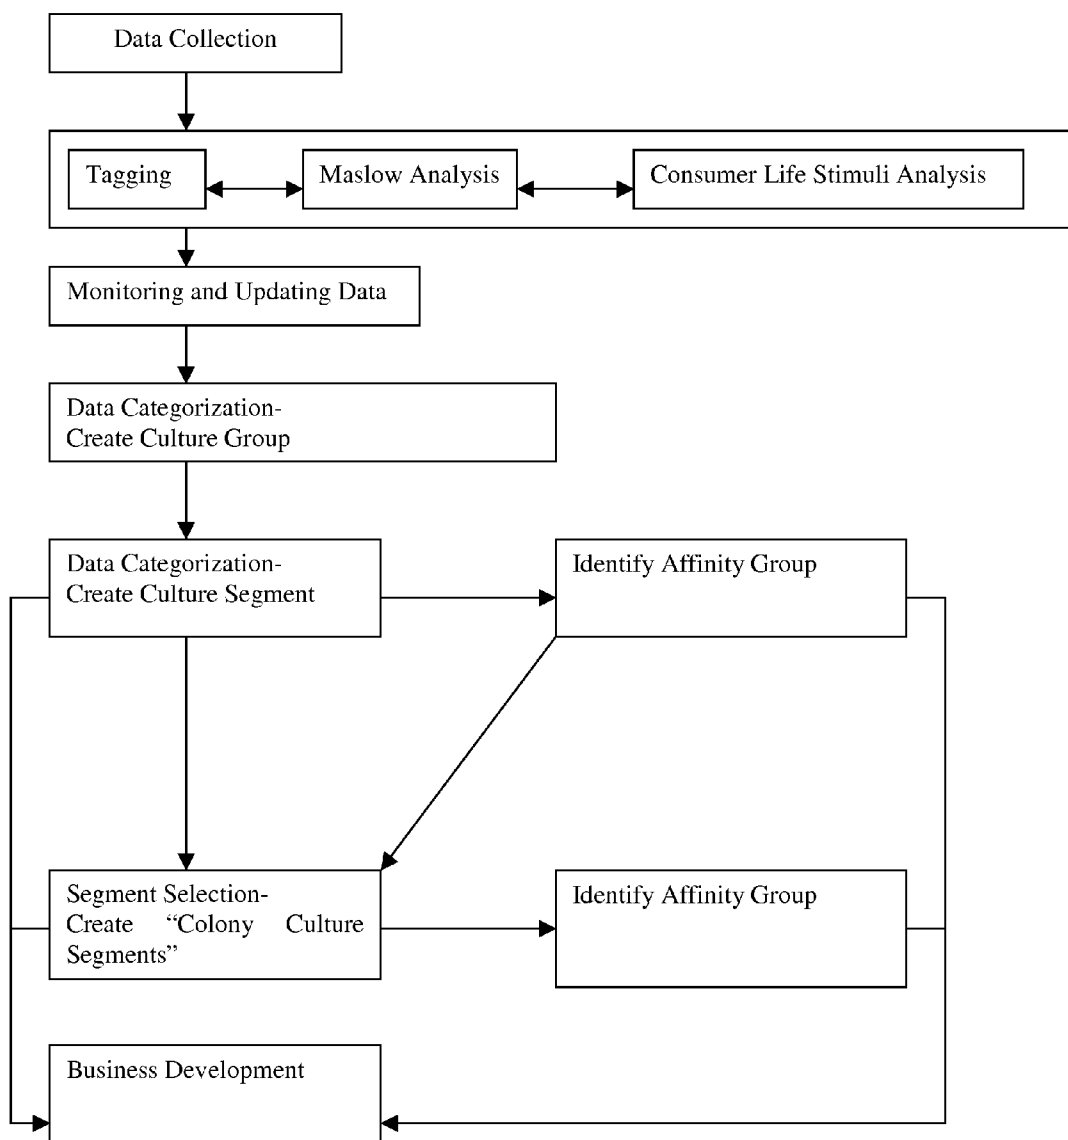 Data Collection
Tagging
Maslow Analysis
Consumer Life Stimuli Analysis
Monitoring and Updating Data
Data Categorization-
Create Culture Group
Data Categorization-
Create Culture Segment
Identify Affinity Group
Segment Selection-
Create “Colony Culture
Segments”
Identify Affinity Group
Business Development